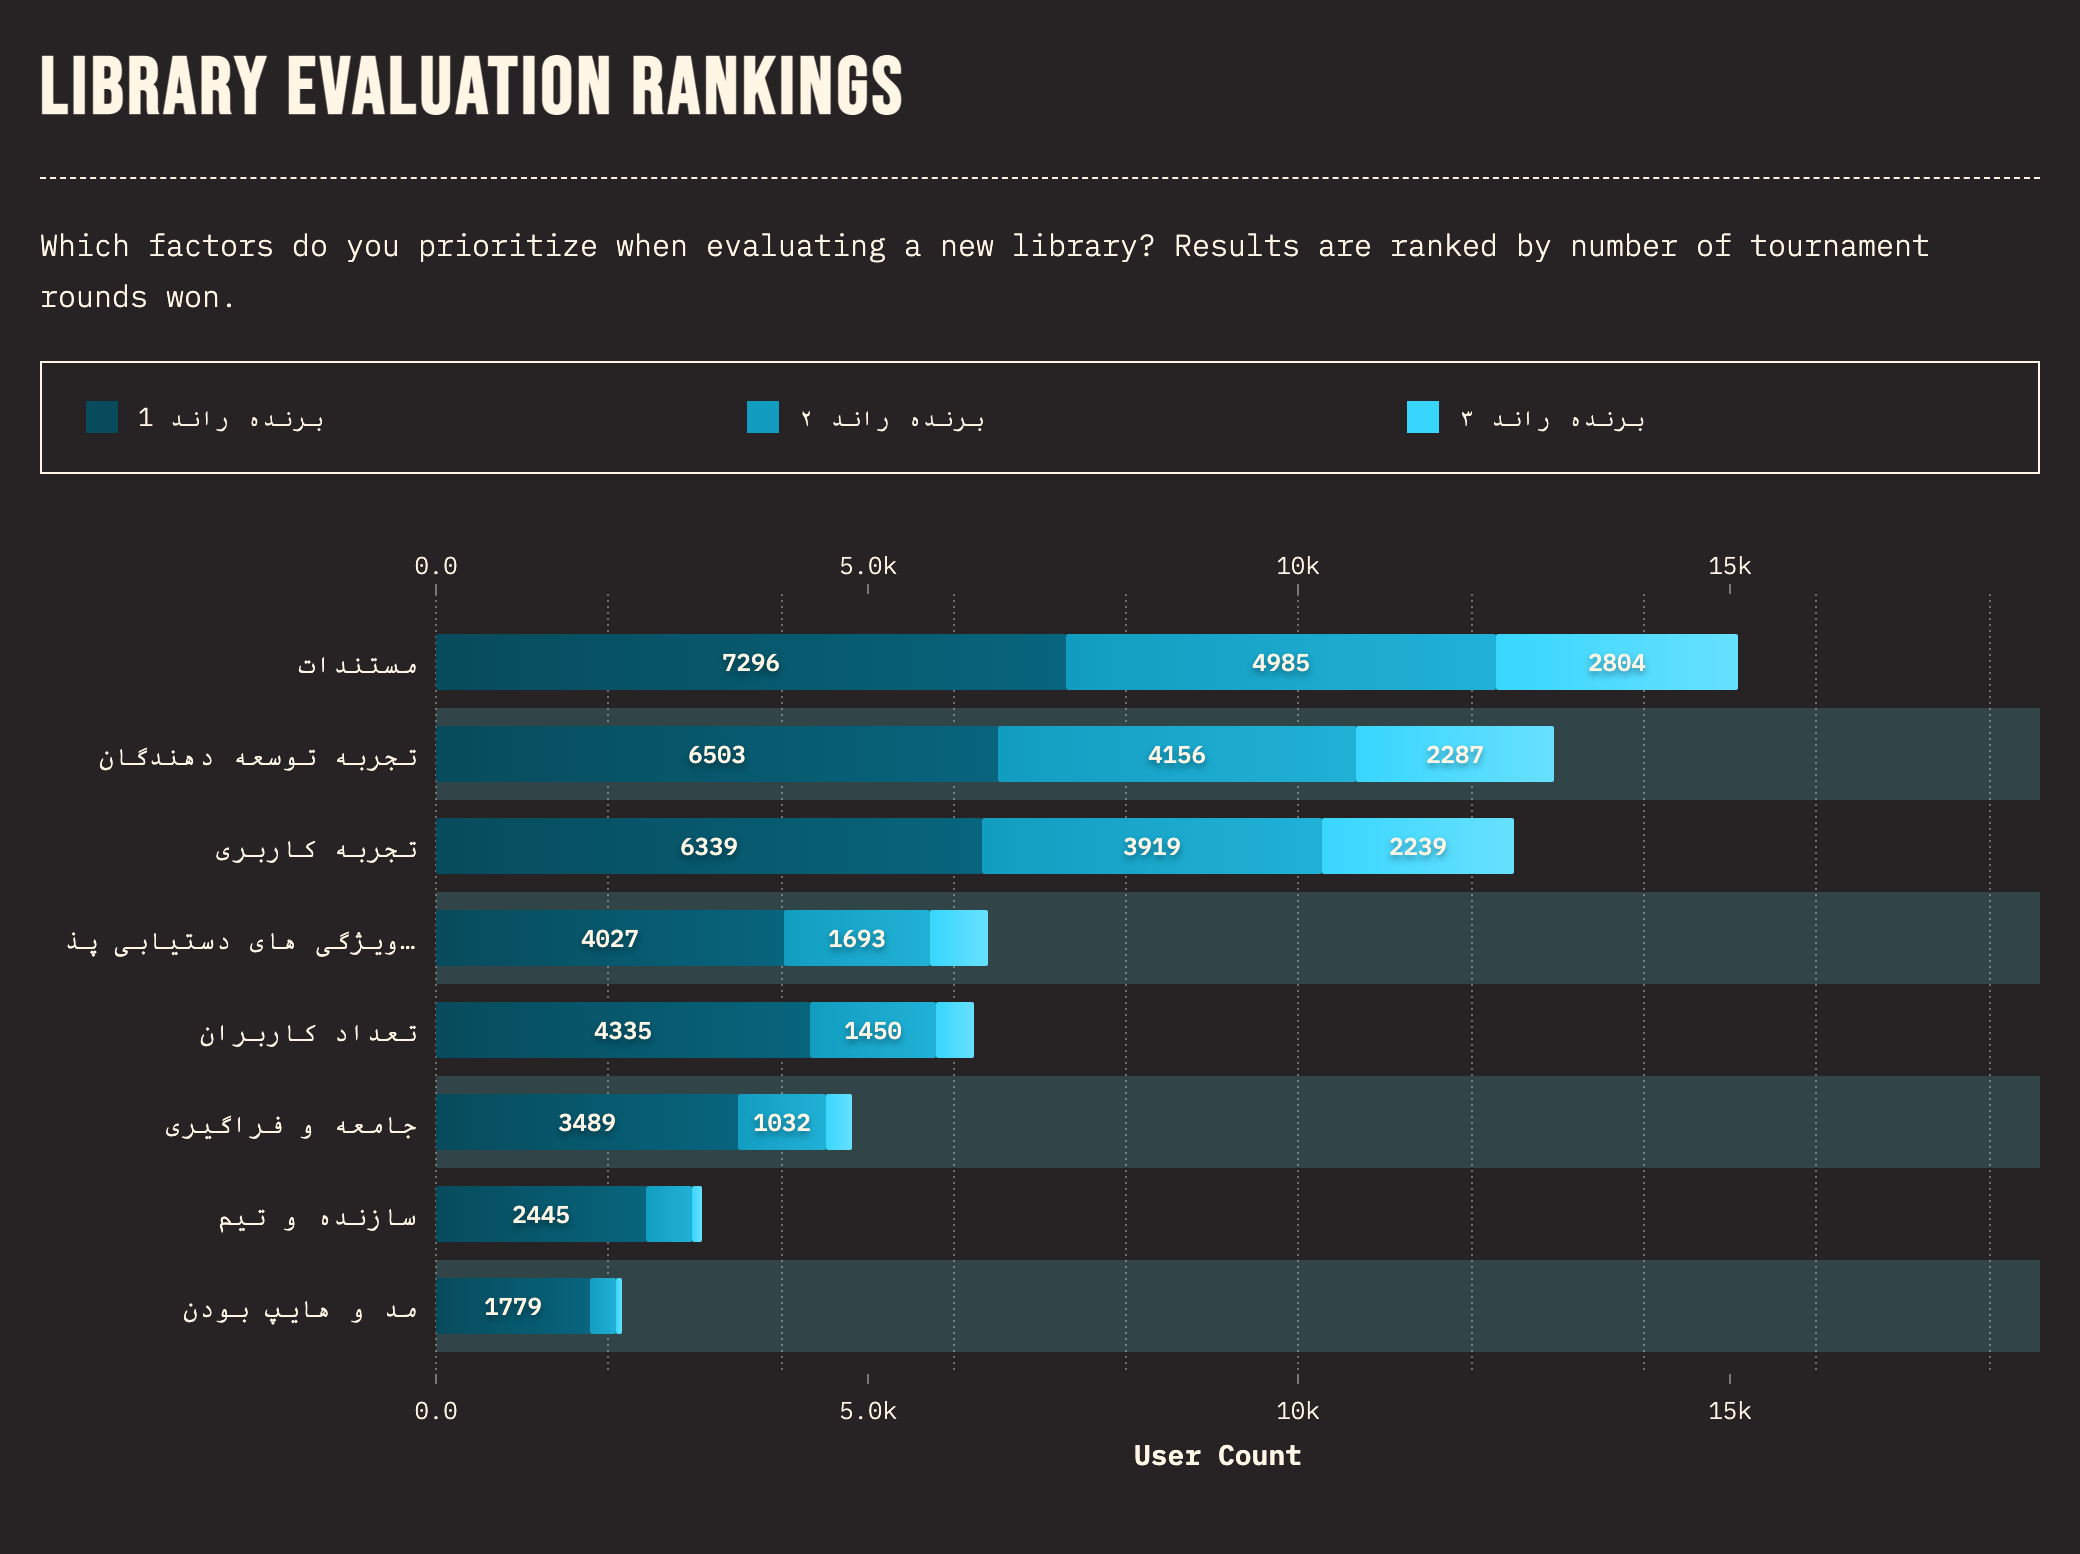 LIBRARY EVALUATION RANKINGS
Which factors do you prioritize when evaluating a new library? Results are ranked by number of tournament
rounds won.
برنده راند 1
برنده راند ۲
برنده راند ۳
0.0 5.0k 10k 15k
مستندات 7296 4985 2804
تجربه توسعه دهندگان 6503 4156 2287
تجربه کاربری 6339 3919 2239
ویژگی های دستیابی پذ… 4027 1693
تعداد کاربران 4335 1450
جامعه و فراگیری 3489 1032
سازنده و تیم 2445
مد و هایپ بودن 1779
0.0 5.0k 10k 15k
User Count